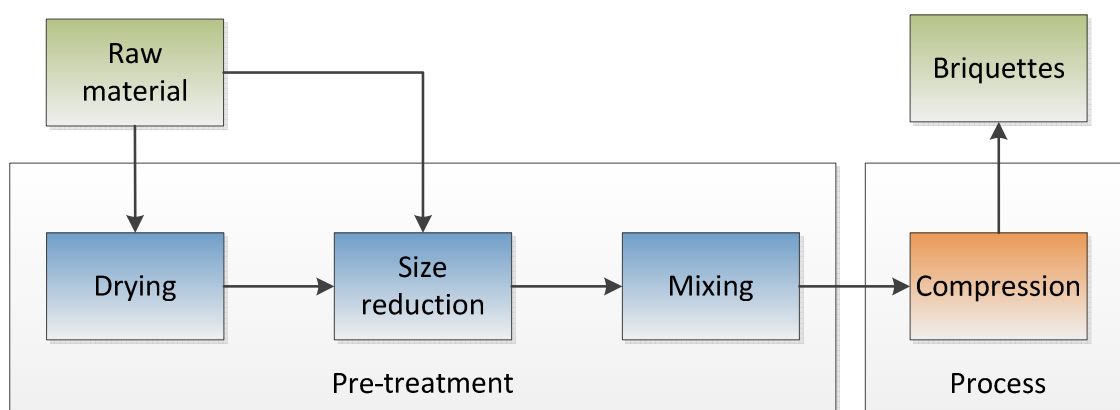 Raw
material
Briquettes
Drying
Size
reduction
Mixing
Compression
Pre-treatment
Process